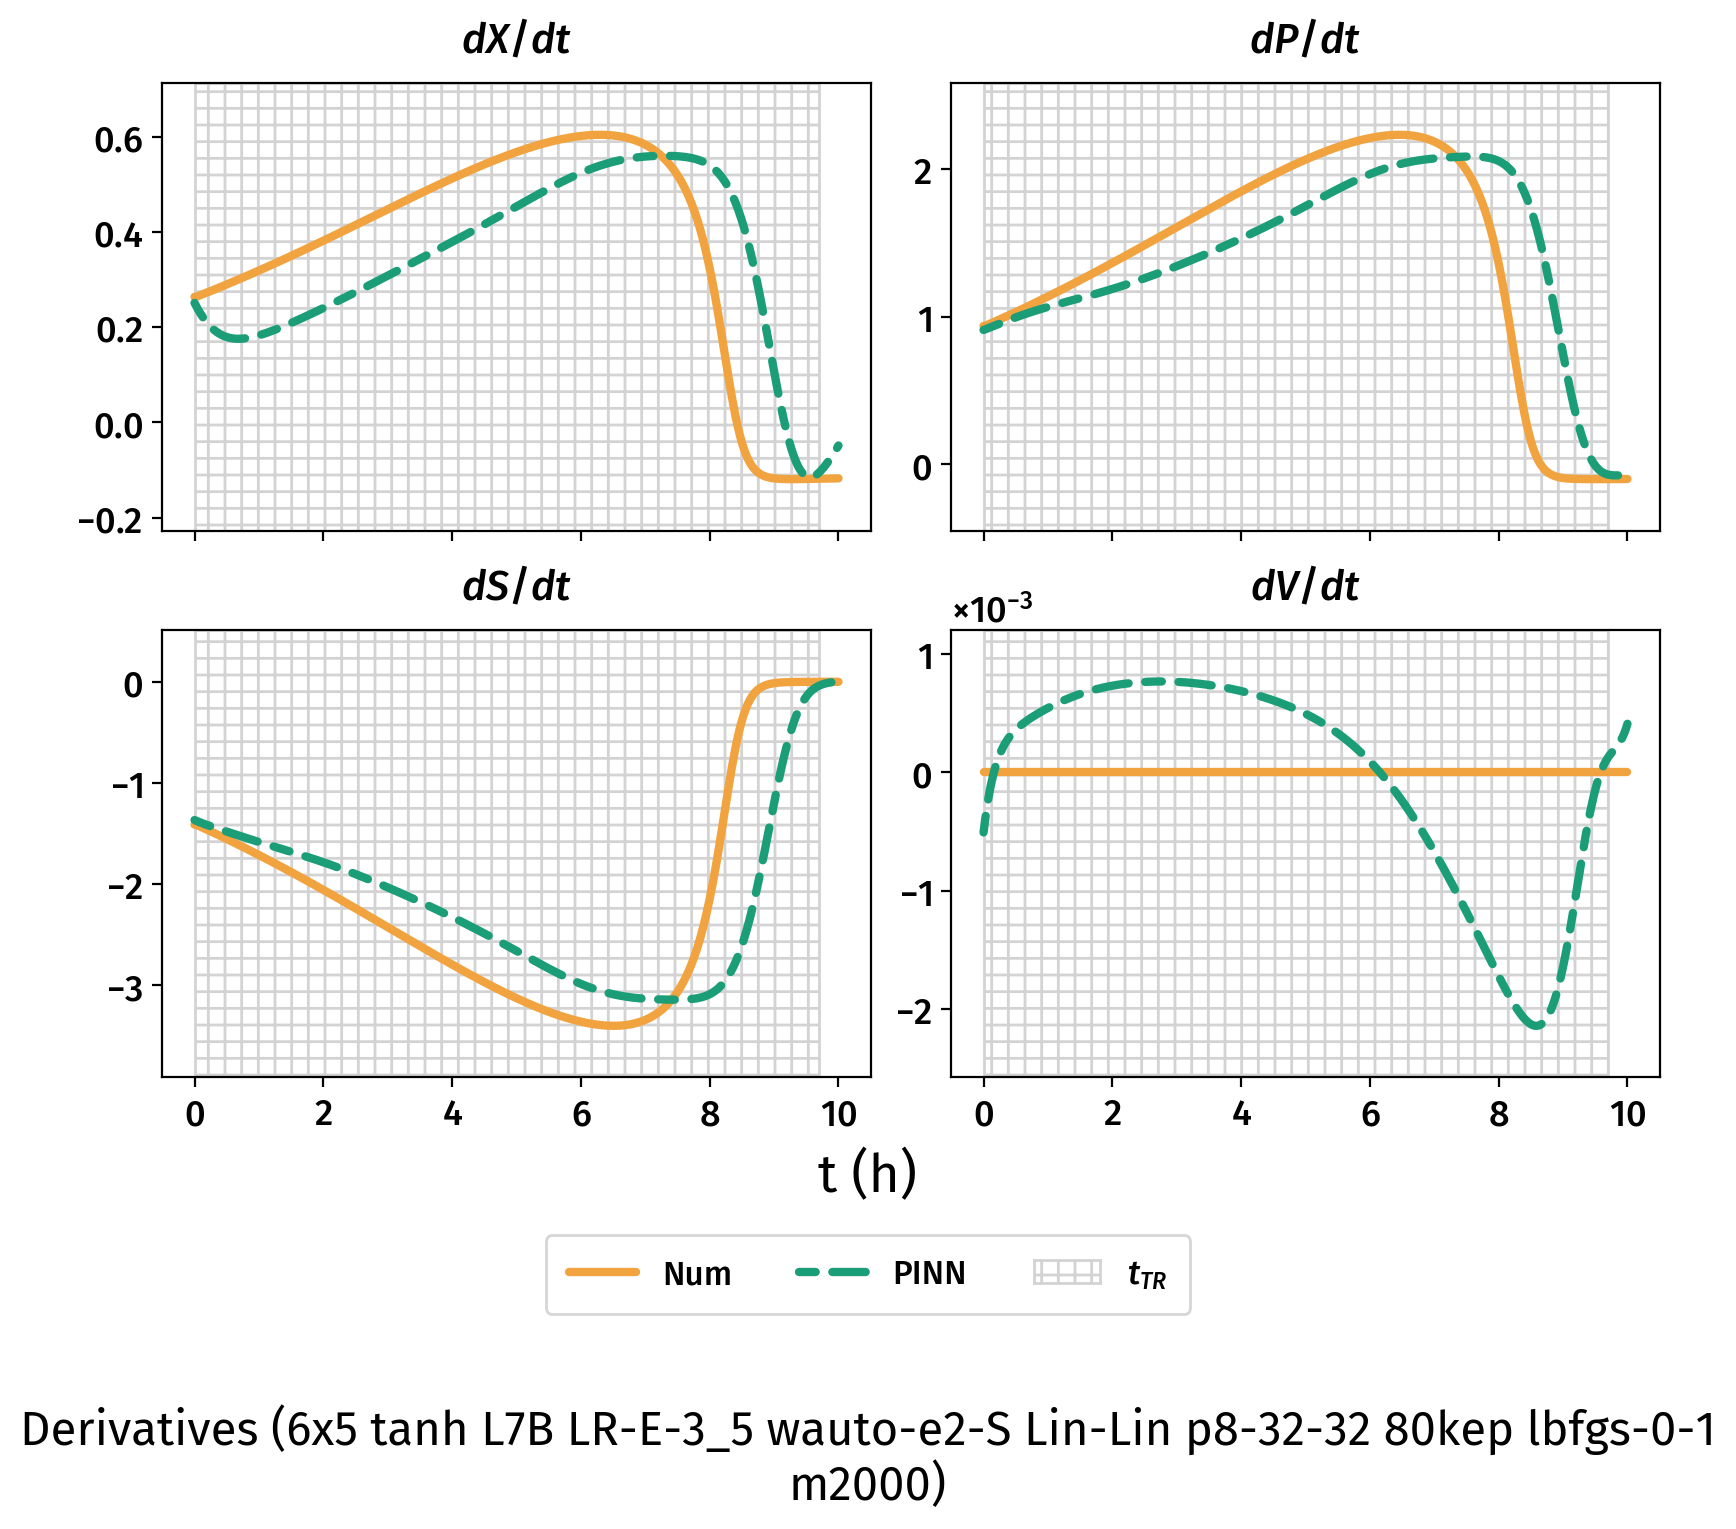 dX/dt
dP/dt
0.6
0.4
0.2
0.0
−0.2
2
1
0
dS/dt
dV/dt
×10⁻³
0
−1
−2
−3
1
0
−1
−2
0 2 4 6 8 10
0 2 4 6 8 10
t (h)
Num PINN t_TR
Derivatives (6x5 tanh L7B LR-E-3_5 wauto-e2-S Lin-Lin p8-32-32 80kep lbfgs-0-1
m2000)